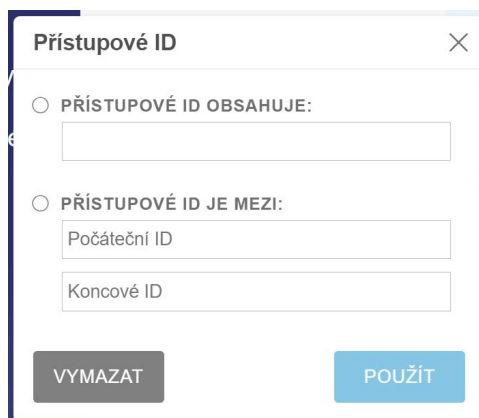 Přístupové ID
PŘÍSTUPOVÉ ID OBSAHUJE:
PŘÍSTUPOVÉ ID JE MEZI:
Počáteční ID
Koncové ID
VYMAZAT
POUŽÍT